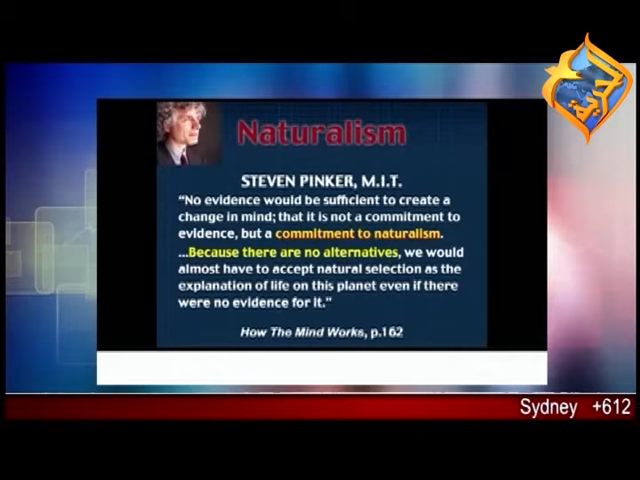 Naturalism
STEVEN PINKER, M.I.T.
“No evidence would be sufficient to create a
change in mind; that it is not a commitment to
evidence, but a commitment to naturalism.
...Because there are no alternatives, we would
almost have to accept natural selection as the
explanation of life on this planet even if there
were no evidence for it.”
How The Mind Works, p.162
Sydney +612